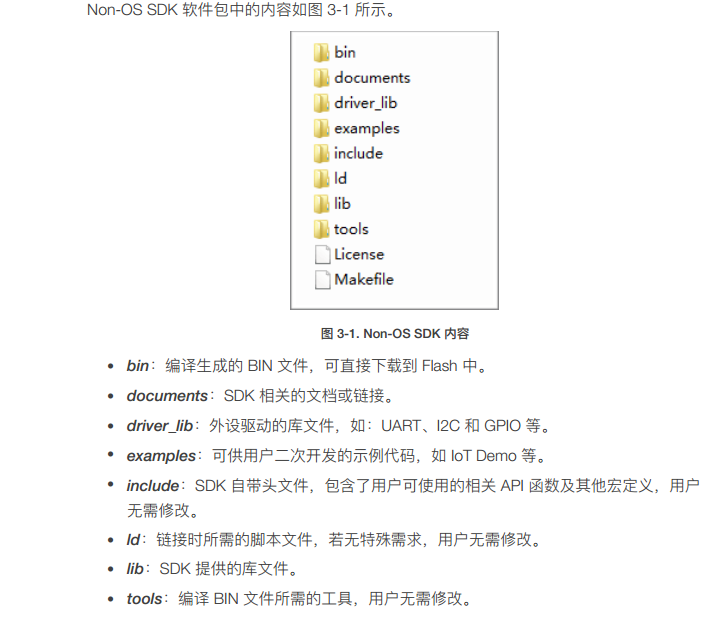 Non-OS SDK 软件包中的内容如图 3-1 所示。
bin
documents
driver_lib
examples
include
ld
lib
tools
License
Makefile
图 3-1. Non-OS SDK 内容
• bin：编译生成的 BIN 文件，可直接下载到 Flash 中。
• documents：SDK 相关的文档或链接。
• driver_lib：外设驱动的库文件，如：UART、I2C 和 GPIO 等。
• examples：可供用户二次开发的示例代码，如 IoT Demo 等。
• include：SDK 自带头文件，包含了用户可使用的相关 API 函数及其他宏定义，用户
无需修改。
• ld：链接时所需的脚本文件，若无特殊需求，用户无需修改。
• lib：SDK 提供的库文件。
• tools：编译 BIN 文件所需的工具，用户无需修改。